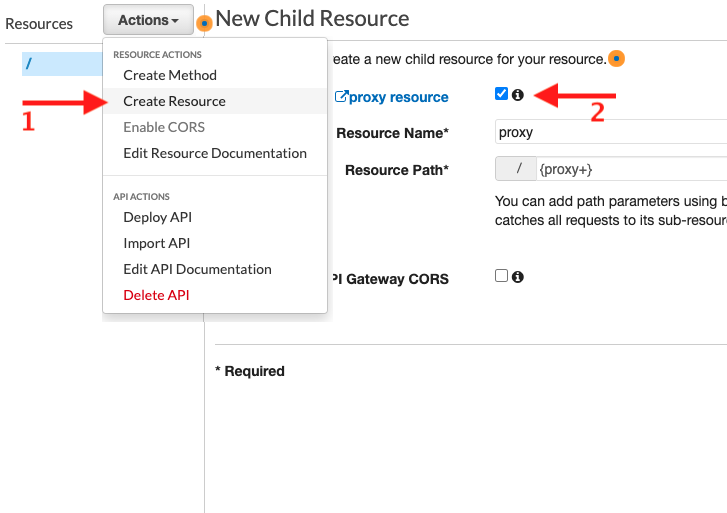 Resources
Actions
New Child Resource
/
RESOURCE ACTIONS
reate a new child resource for your resource.
Create Method
proxy resource
Create Resource
1
2
Enable CORS
Resource Name*
proxy
Edit Resource Documentation
Resource Path*
/
{proxy+}
You can add path parameters using b
catches all requests to its sub-resour
API ACTIONS
Deploy API
Import API
Edit API Documentation
PI Gateway CORS
Delete API
* Required